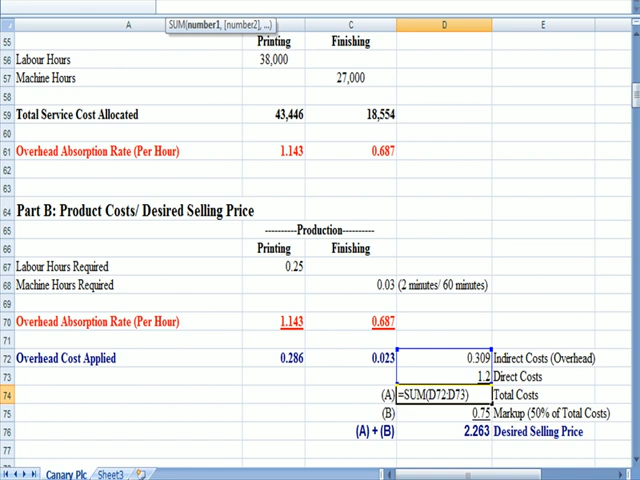 SUM(number1, [number2], ...)
A B C D E
55 Printing Finishing
56 Labour Hours 38,000
57 Machine Hours 27,000
58
59 Total Service Cost Allocated 43,446 18,554
60
61 Overhead Absorption Rate (Per Hour) 1.143 0.687
62
63
64 Part B: Product Costs/ Desired Selling Price
65 ----------Production----------
66 Printing Finishing
67 Labour Hours Required 0.25
68 Machine Hours Required 0.03 (2 minutes/ 60 minutes)
69
70 Overhead Absorption Rate (Per Hour) 1.143 0.687
71
72 Overhead Cost Applied 0.286 0.023 0.309 Indirect Costs (Overhead)
73 1.2 Direct Costs
74 (A) =SUM(D72:D73) Total Costs
75 (B) 0.75 Markup (50% of Total Costs)
76 (A) + (B) 2.263 Desired Selling Price
77
Canary Plc Sheet3